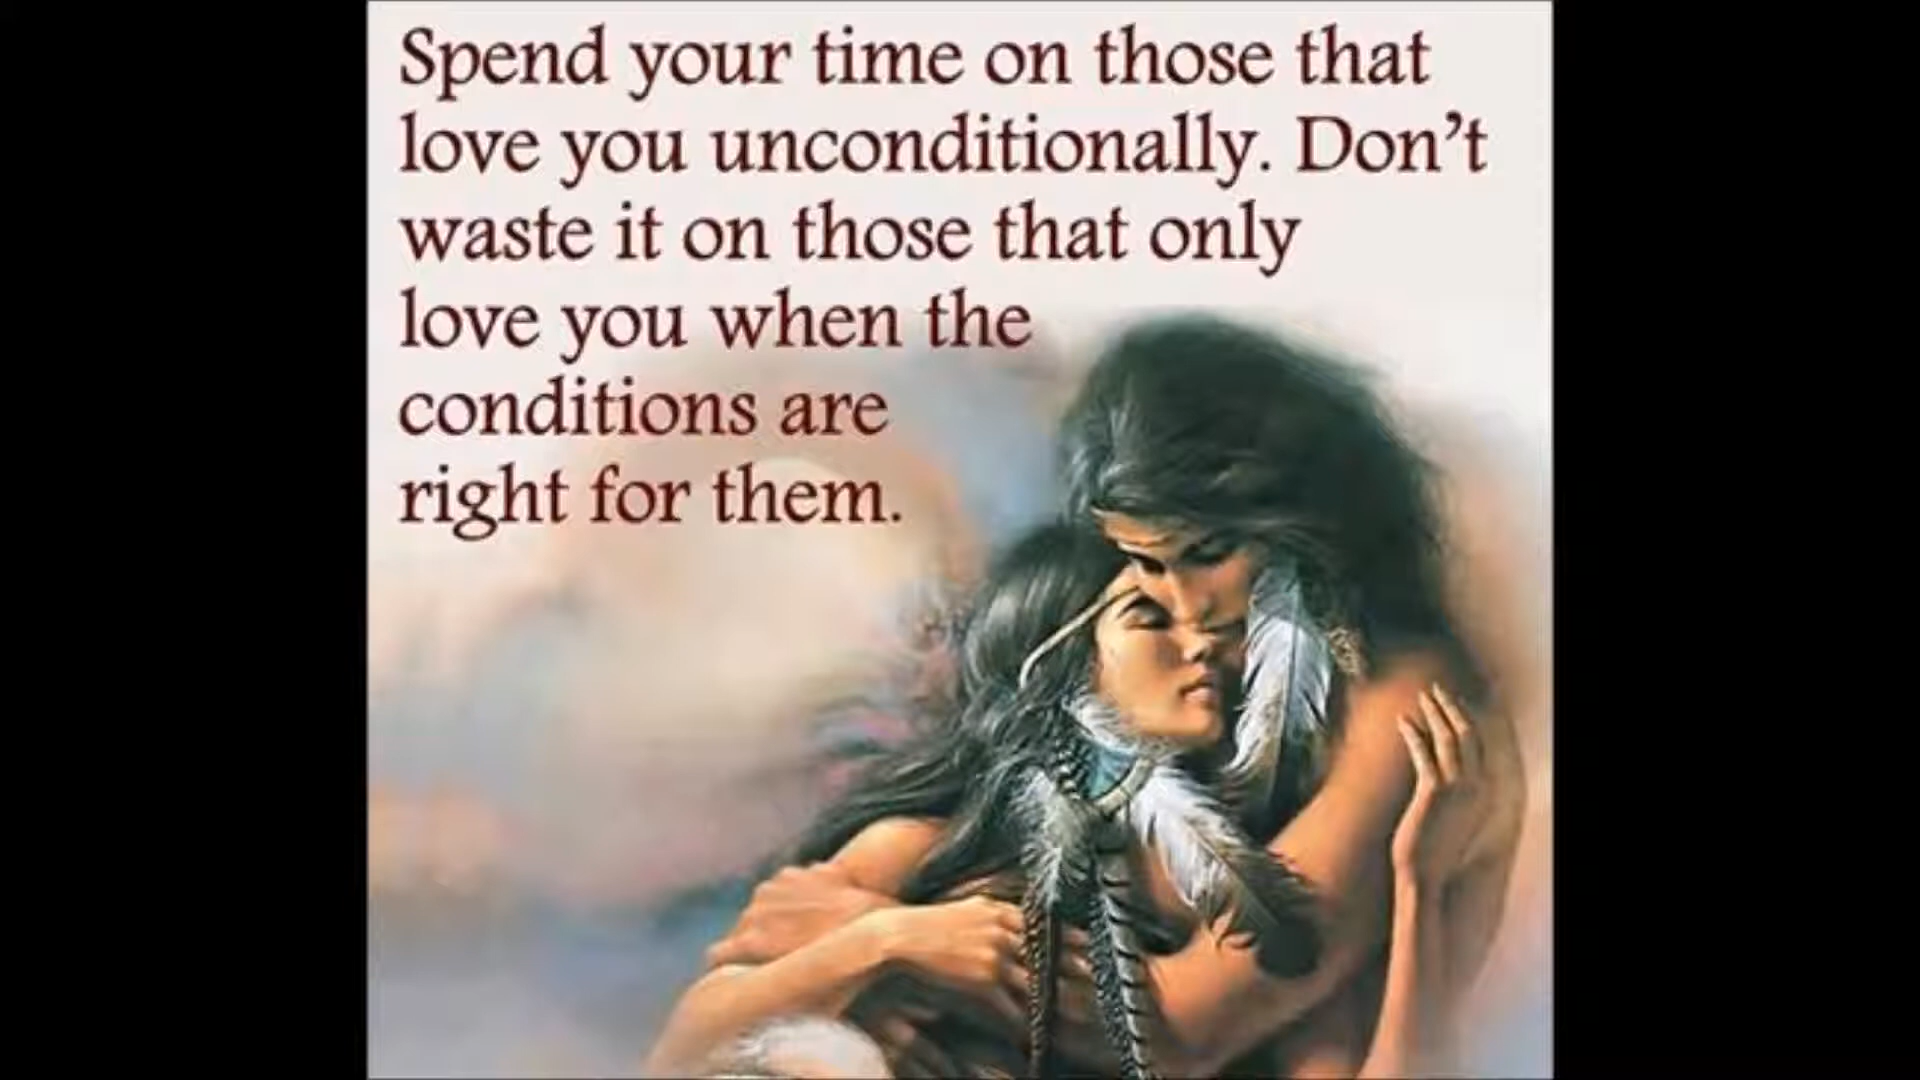 Spend your time on those that
love you unconditionally. Don’t
waste it on those that only
love you when the
conditions are
right for them.